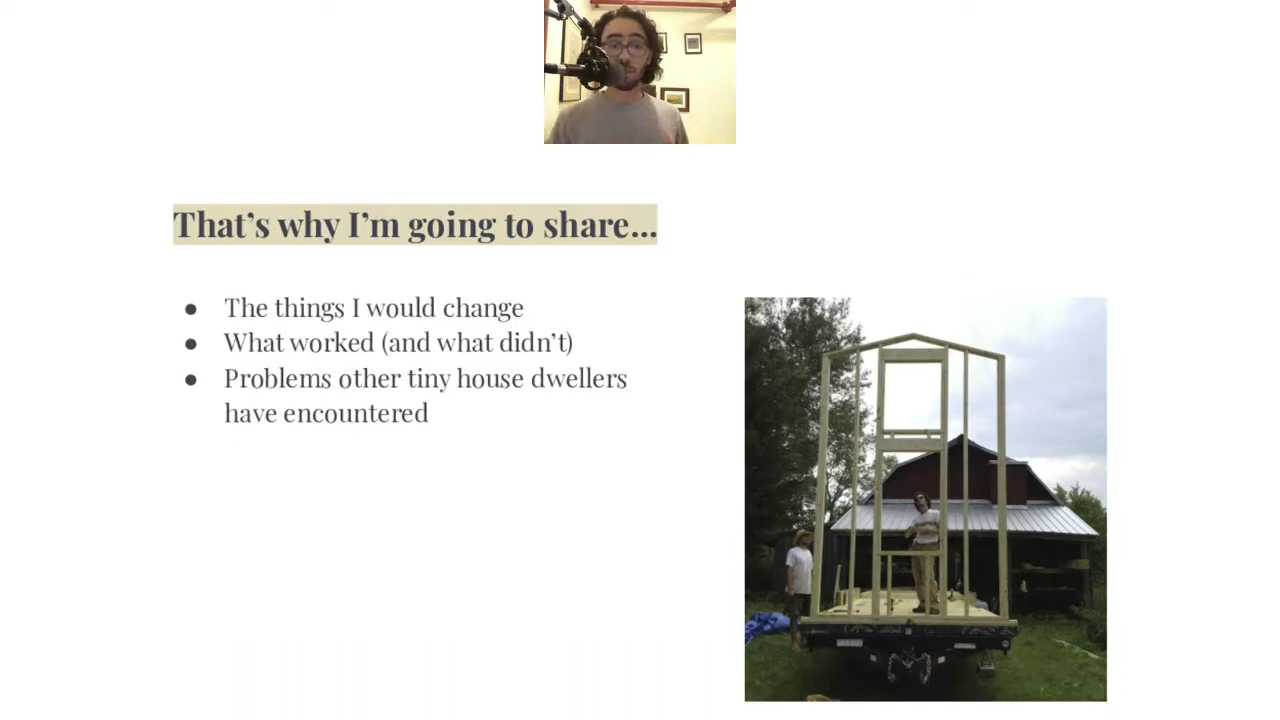 That’s why I’m going to share...
● The things I would change
● What worked (and what didn’t)
● Problems other tiny house dwellers
have encountered